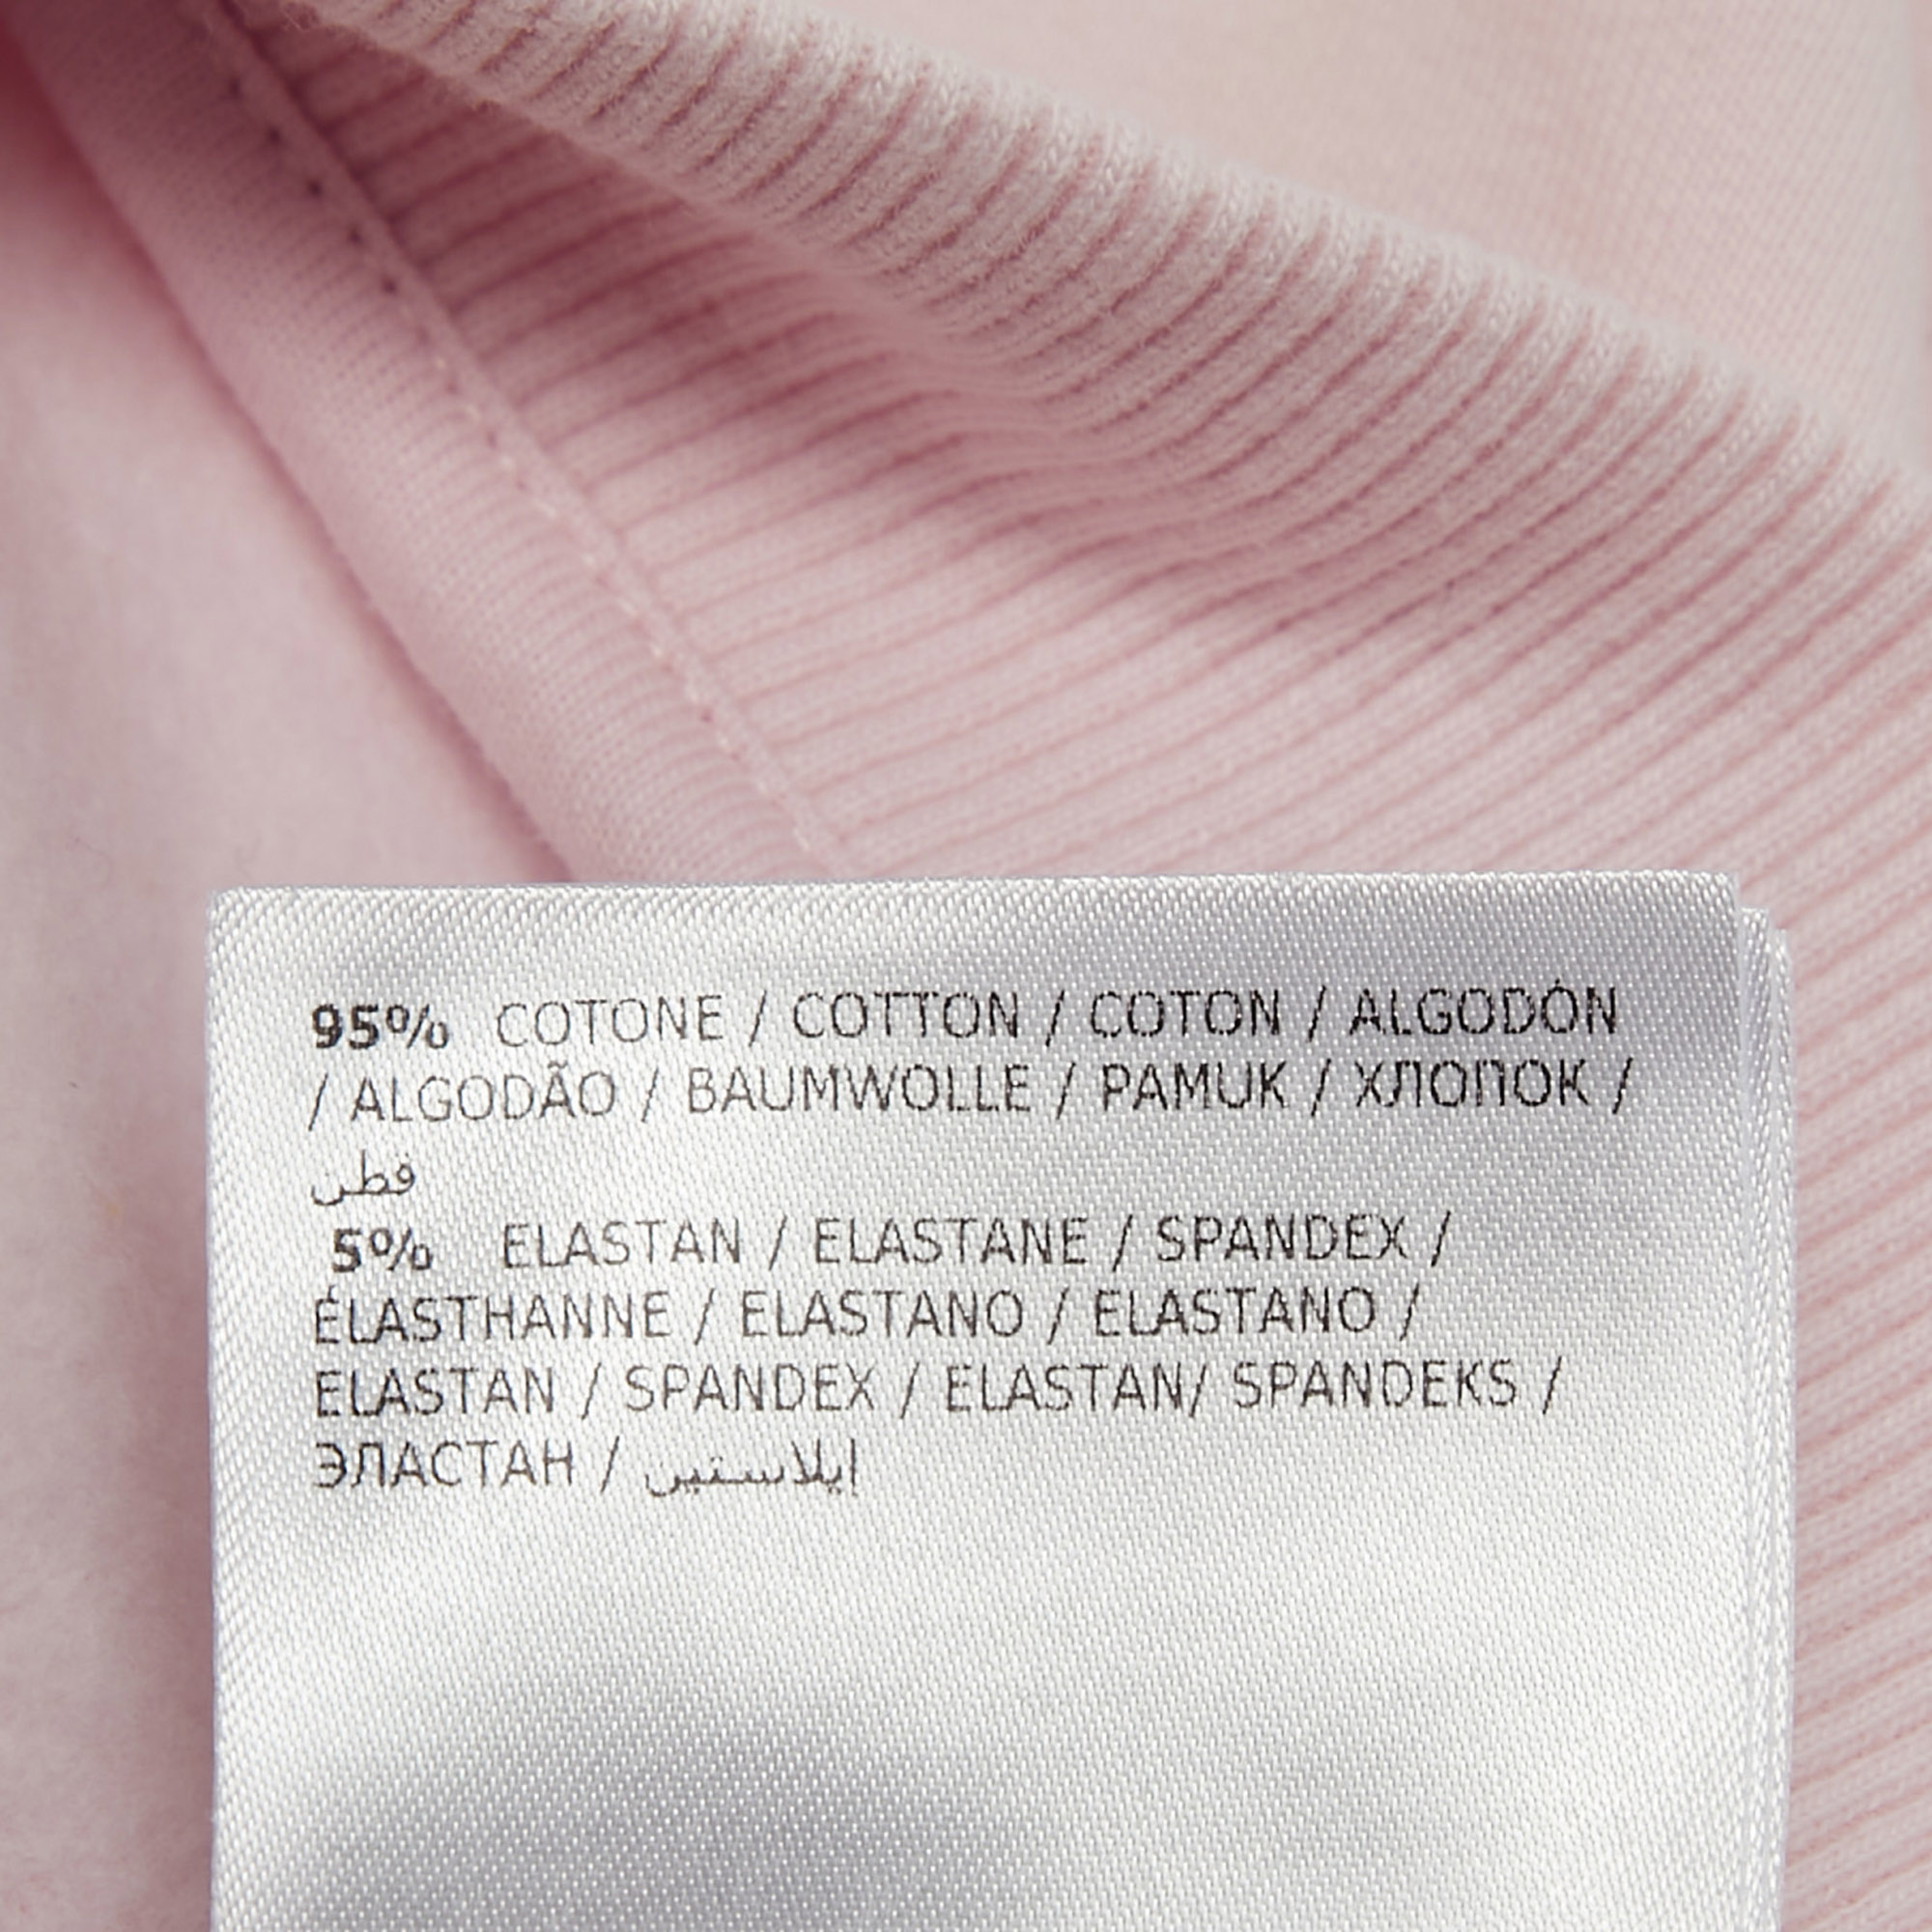 95% COTONE / COTTON / COTON / ALGODÓN
/ ALGODÃO / BAUMWOLLE / PAMUK / ХЛОПОК /
قطن
5% ELASTAN / ELASTANE / SPANDEX /
ÉLASTHANNE / ELASTANO / ELASTANO /
ELASTAN / SPANDEX / ELASTAN/ SPANDEKS /
ЭЛАСТАН / إيلاستين